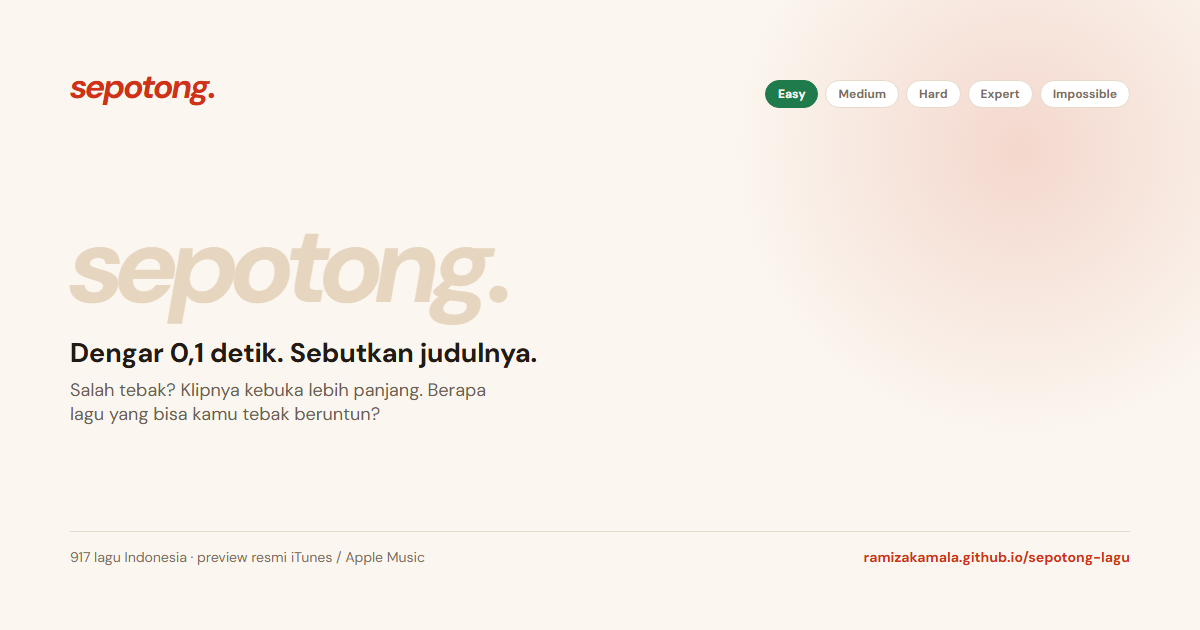 sepotong.
Easy Medium Hard Expert Impossible
sepotong.
Dengar 0,1 detik. Sebutkan judulnya.
Salah tebak? Klipnya kebuka lebih panjang. Berapa
lagu yang bisa kamu tebak beruntun?
917 lagu Indonesia · preview resmi iTunes / Apple Music
ramizakamala.github.io/sepotong-lagu